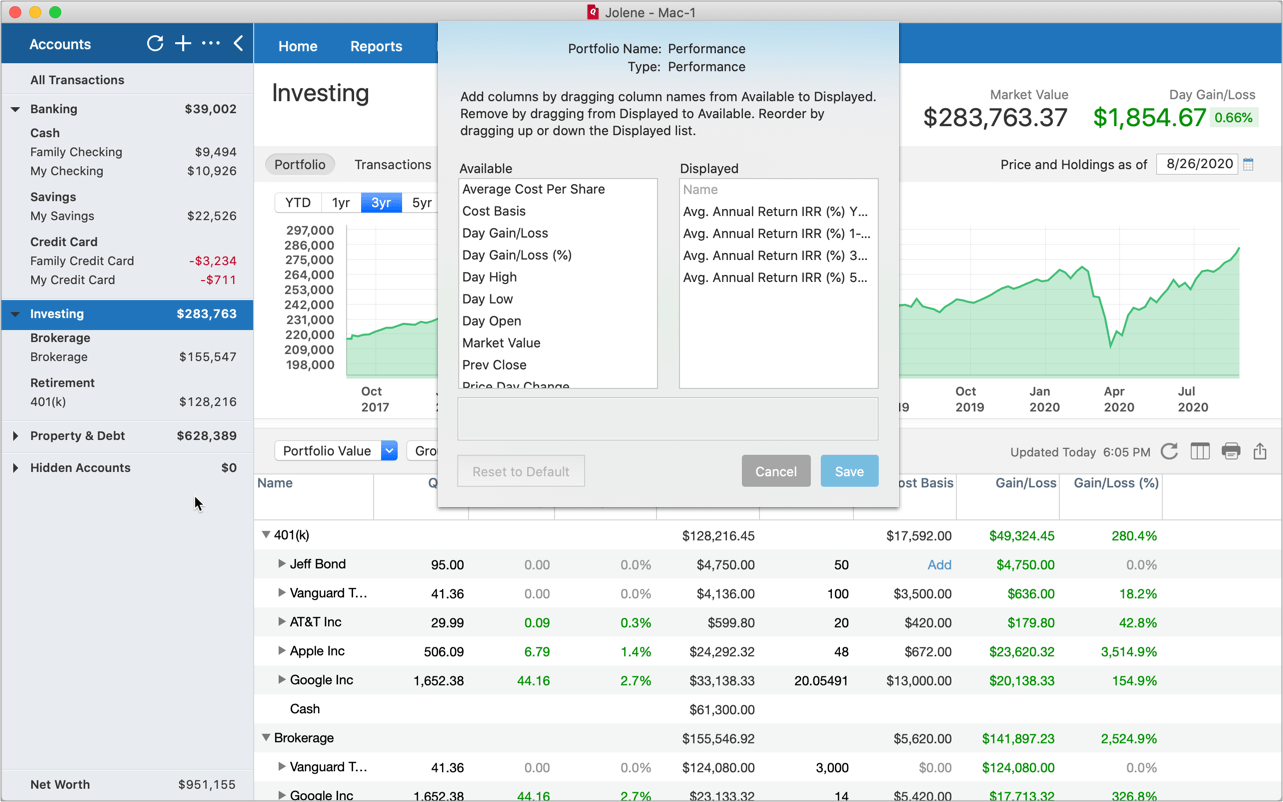 Jolene - Mac-1
Accounts
Home Reports
All Transactions
Banking $39,002
Cash
Family Checking $9,494
My Checking $10,926
Savings
My Savings $22,526
Credit Card
Family Credit Card -$3,234
My Credit Card -$711
Investing $283,763
Brokerage
Brokerage $155,547
Retirement
401(k) $128,216
Property & Debt $628,389
Hidden Accounts $0
Net Worth $951,155
Investing
Market Value
$283,763.37
Day Gain/Loss
$1,854.67 0.66%
Portfolio Transactions
Price and Holdings as of 8/26/2020
YTD 1yr 3yr 5yr
297,000
286,000
275,000
264,000
253,000
242,000
231,000
220,000
209,000
198,000
Oct Oct Jan Apr Jul
2017 2019 2020 2020 2020
Portfolio Name: Performance
Type: Performance
Add columns by dragging column names from Available to Displayed.
Remove by dragging from Displayed to Available. Reorder by
dragging up or down the Displayed list.
Available
Average Cost Per Share
Cost Basis
Day Gain/Loss
Day Gain/Loss (%)
Day High
Day Low
Day Open
Market Value
Prev Close
Price Day Change
Displayed
Name
Avg. Annual Return IRR (%) Y...
Avg. Annual Return IRR (%) 1-...
Avg. Annual Return IRR (%) 3...
Avg. Annual Return IRR (%) 5...
Reset to Default Cancel Save
Portfolio Value Updated Today 6:05 PM
Name Gain/Loss Gain/Loss (%)
401(k) $128,216.45 $17,592.00 $49,324.45 280.4%
Jeff Bond 95.00 0.00 0.0% $4,750.00 50 Add $4,750.00 0.0%
Vanguard T... 41.36 0.00 0.0% $4,136.00 100 $3,500.00 $636.00 18.2%
AT&T Inc 29.99 0.09 0.3% $599.80 20 $420.00 $179.80 42.8%
Apple Inc 506.09 6.79 1.4% $24,292.32 48 $672.00 $23,620.32 3,514.9%
Google Inc 1,652.38 44.16 2.7% $33,138.33 20.05491 $13,000.00 $20,138.33 154.9%
Cash $61,300.00
Brokerage $155,546.92 $5,620.00 $141,897.23 2,524.9%
Vanguard T... 41.36 0.00 0.0% $124,080.00 3,000 $0.00 $124,080.00 0.0%
Google Inc 1,652.38 44.16 2.7% $23,133.32 14 $5,420.00 $17,713.32 326.8%